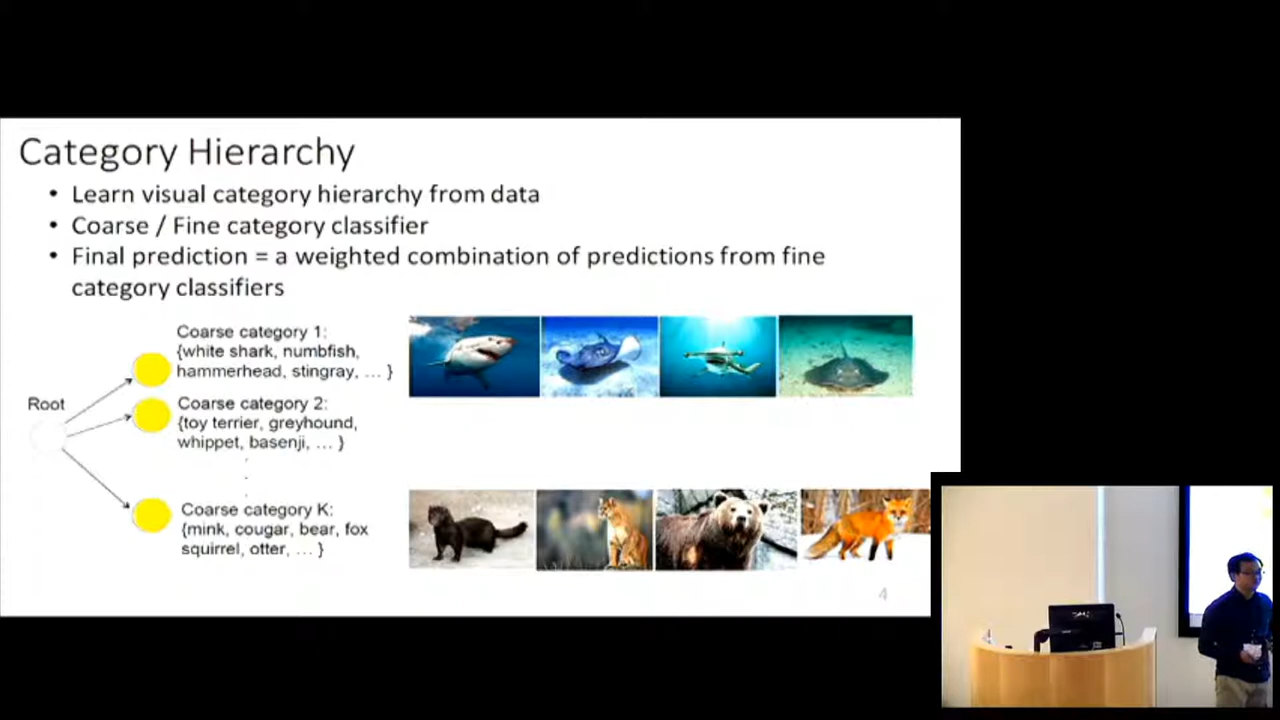 Category Hierarchy
• Learn visual category hierarchy from data
• Coarse / Fine category classifier
• Final prediction = a weighted combination of predictions from fine
category classifiers
Coarse category 1:
{white shark, numbfish,
hammerhead, stingray, … }
Root
Coarse category 2:
{toy terrier, greyhound,
whippet, basenji, … }
Coarse category K:
{mink, cougar, bear, fox
squirrel, otter, … }
4